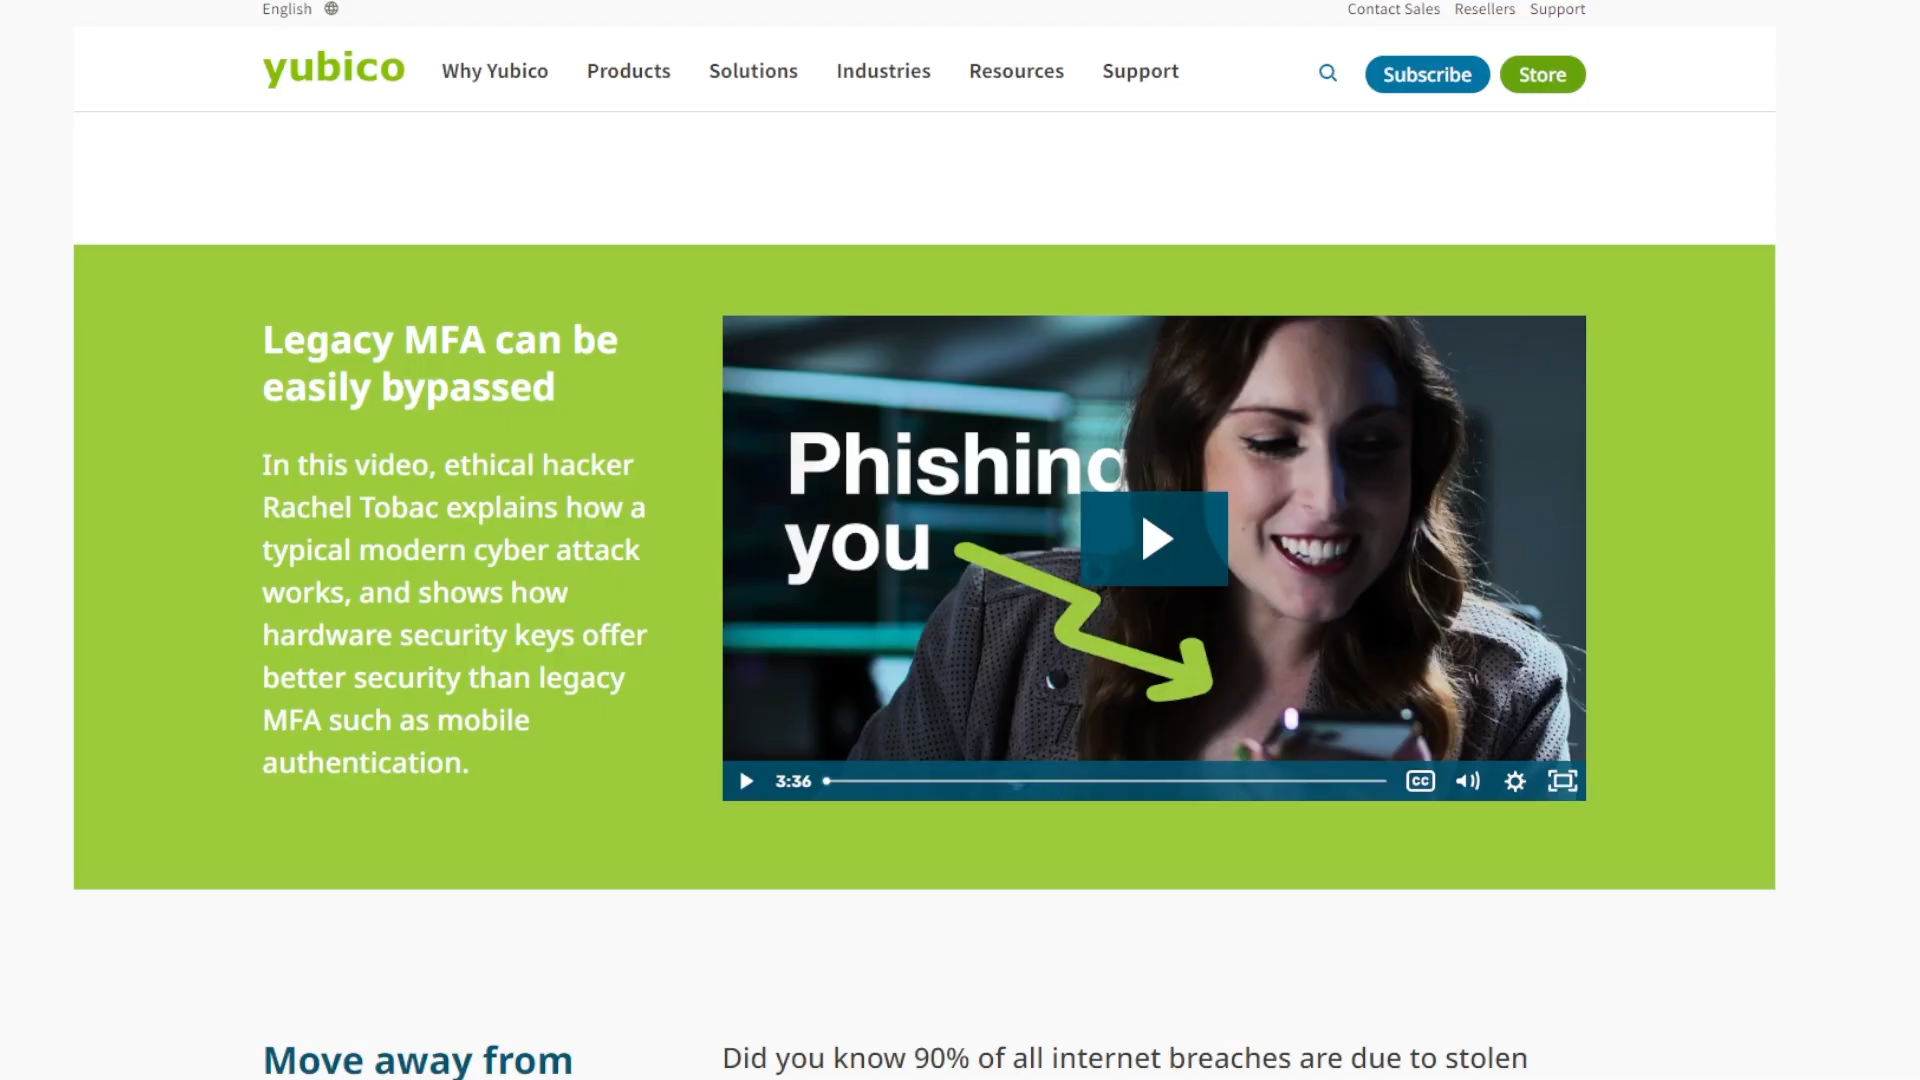 English
Contact Sales Resellers Support
yubico Why Yubico Products Solutions Industries Resources Support Subscribe Store
Legacy MFA can be
easily bypassed
In this video, ethical hacker
Rachel Tobac explains how a
typical modern cyber attack
works, and shows how
hardware security keys offer
better security than legacy
MFA such as mobile
authentication.
Phishing
you
3:36
CC
Move away from
Did you know 90% of all internet breaches are due to stolen